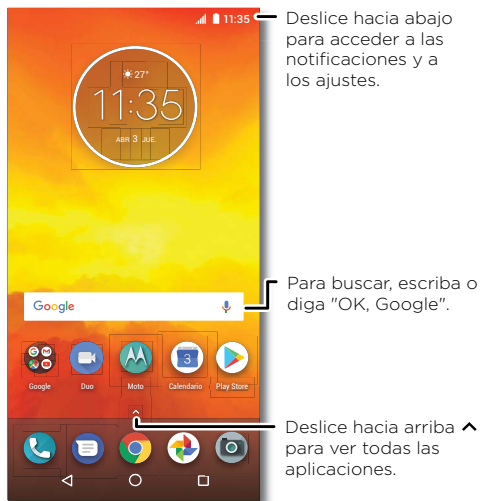 11:35
Deslice hacia abajo
para acceder a las
notificaciones y a
los ajustes.
27°
11:35
ABR 3 JUE.
Google
Para buscar, escriba o
diga "OK, Google".
3
Google
Duo
Moto
Calendario
Play Store
Deslice hacia arriba ^
para ver todas las
aplicaciones.